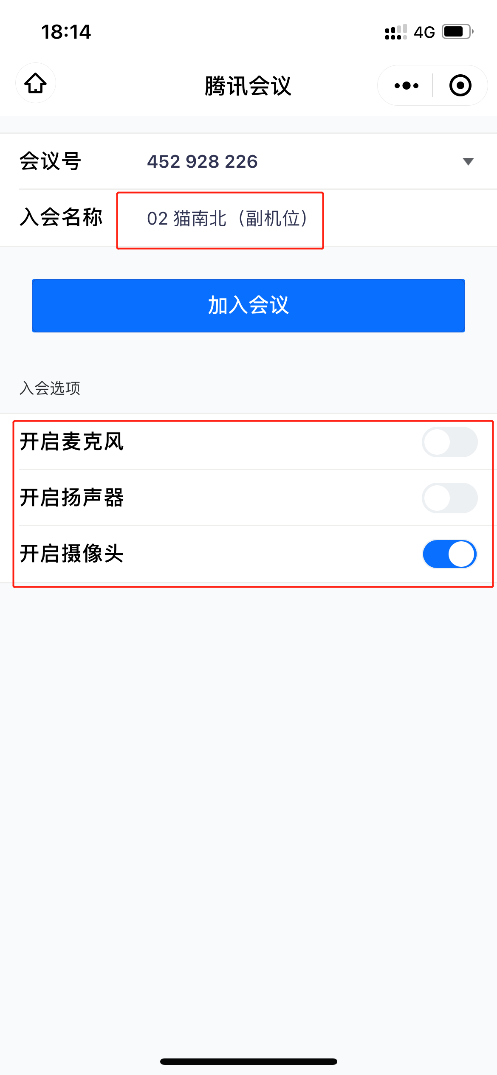 18:14
4G
腾讯会议
会议号 452 928 226
入会名称 02 猫南北（副机位）
加入会议
入会选项
开启麦克风
开启扬声器
开启摄像头